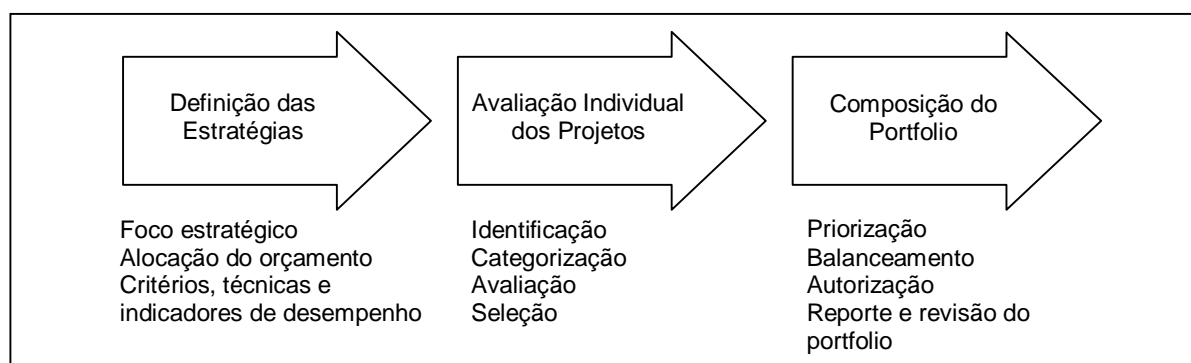 Definição das
Estratégias
Avaliação Individual
dos Projetos
Composição do
Portfolio
Foco estratégico
Alocação do orçamento
Critérios, técnicas e
indicadores de desempenho
Identificação
Categorização
Avaliação
Seleção
Priorização
Balanceamento
Autorização
Reporte e revisão do
portfolio